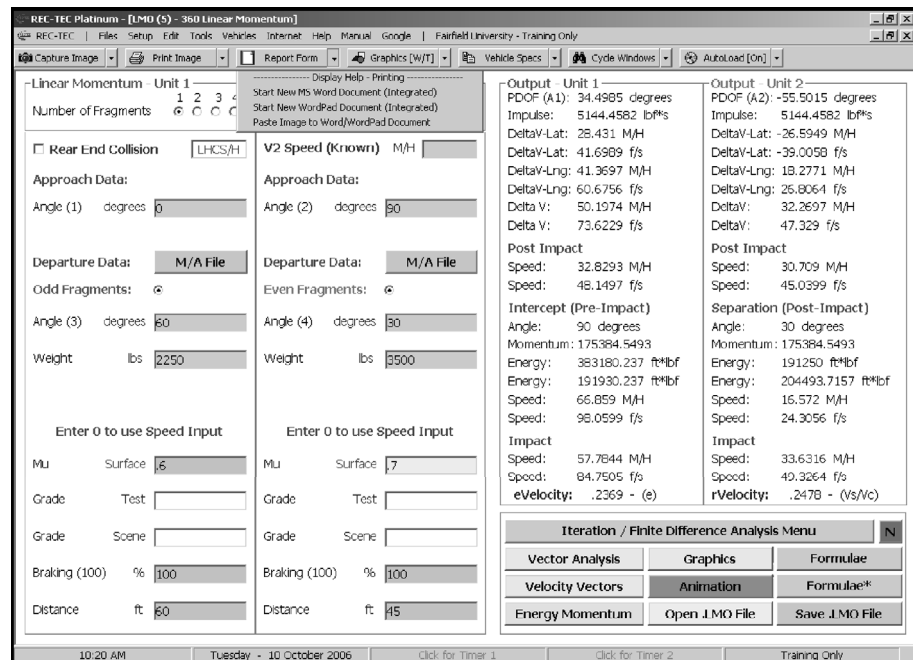 REC-TEC Platinum - [LMO (5) - 360 Linear Momentum]
REC-TEC | Files Setup Edit Tools Vehicles Internet Help Manual Google | Fairfield University - Training Only
Capture Image Print Image Report Form Graphics [W/T] Vehicle Specs Cycle Windows AutoLoad [On]
---------------- Display Help - Printing ----------------
Start New MS Word Document (Integrated)
Start New WordPad Document (Integrated)
Paste Image to Word/WordPad Document
Linear Momentum - Unit 1
Number of Fragments 1 2 3 4
Rear End Collision LHCS/H
V2 Speed (Known) M/H
Approach Data:
Approach Data:
Angle (1) degrees 0
Angle (2) degrees 90
Departure Data: M/A File
Departure Data: M/A File
Odd Fragments:
Even Fragments:
Angle (3) degrees 60
Angle (4) degrees 30
Weight lbs 2250
Weight lbs 3500
Enter 0 to use Speed Input
Enter 0 to use Speed Input
Mu Surface .6
Mu Surface .7
Grade Test
Grade Test
Grade Scene
Grade Scene
Braking (100) % 100
Braking (100) % 100
Distance ft 60
Distance ft 45
Output - Unit 1
PDOF (A1): 34.4985 degrees
Impulse: 5144.4582 lbf*s
DeltaV-Lat: 28.431 M/H
DeltaV-Lat: 41.6989 f/s
DeltaV-Lng: 41.3697 M/H
DeltaV-Lng: 60.6756 f/s
Delta V: 50.1974 M/H
Delta V: 73.6229 f/s
Post Impact
Speed: 32.8293 M/H
Speed: 48.1497 f/s
Output - Unit 2
PDOF (A2): -55.5015 degrees
Impulse: 5144.4582 lbf*s
DeltaV-Lat: -26.5949 M/H
DeltaV-Lat: -39.0058 f/s
DeltaV-Lng: 18.2771 M/H
DeltaV-Lng: 26.8064 f/s
DeltaV: 32.2697 M/H
DeltaV: 47.329 f/s
Post Impact
Speed: 30.709 M/H
Speed: 45.0399 f/s
Intercept (Pre-Impact)
Angle: 90 degrees
Momentum: 175384.5493
Energy: 383180.237 ft*lbf
Energy: 191930.237 ft*lbf
Speed: 66.859 M/H
Speed: 98.0599 f/s
Impact
Speed: 57.7844 M/H
Speed: 84.7505 f/s
eVelocity: .2369 - (e)
Separation (Post-Impact)
Angle: 30 degrees
Momentum: 175384.5493
Energy: 191250 ft*lbf
Energy: 204493.7157 ft*lbf
Speed: 16.572 M/H
Speed: 24.3056 f/s
Impact
Speed: 33.6316 M/H
Speed: 49.3264 f/s
rVelocity: .2478 - (Vs/Vc)
Iteration / Finite Difference Analysis Menu N
Vector Analysis Graphics Formulae
Velocity Vectors Animation Formulae*
Energy Momentum Open .LMO File Save .LMO File
10:20 AM Tuesday - 10 October 2006 Click for Timer 1 Click for Timer 2 Training Only